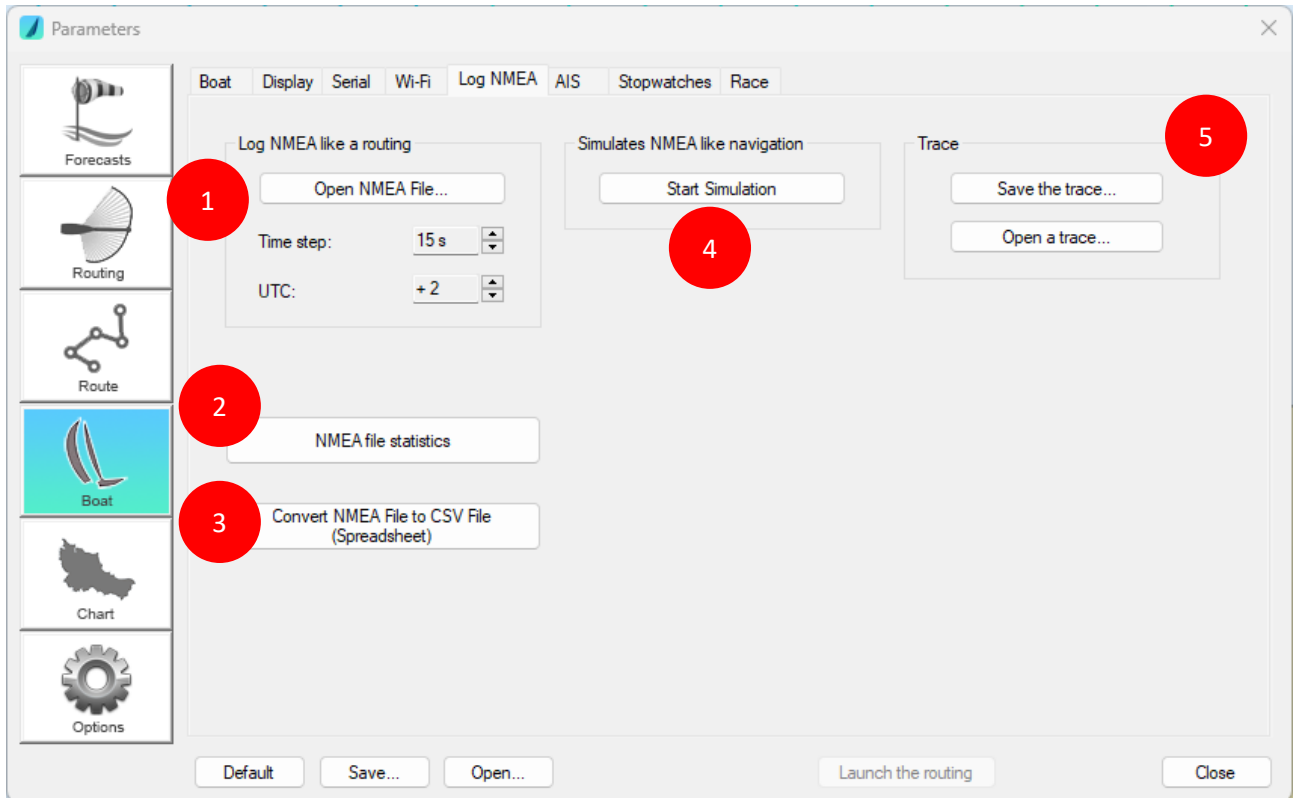 Parameters
Boat Display Serial Wi-Fi Log NMEA AIS Stopwatches Race
Forecasts
Routing
Route
Boat
Chart
Options
Log NMEA like a routing
1
Open NMEA File...
Time step: 15 s
UTC: + 2
2
NMEA file statistics
3
Convert NMEA File to CSV File
(Spreadsheet)
Simulates NMEA like navigation
Start Simulation
4
Trace
5
Save the trace...
Open a trace...
Default Save... Open... Launch the routing Close